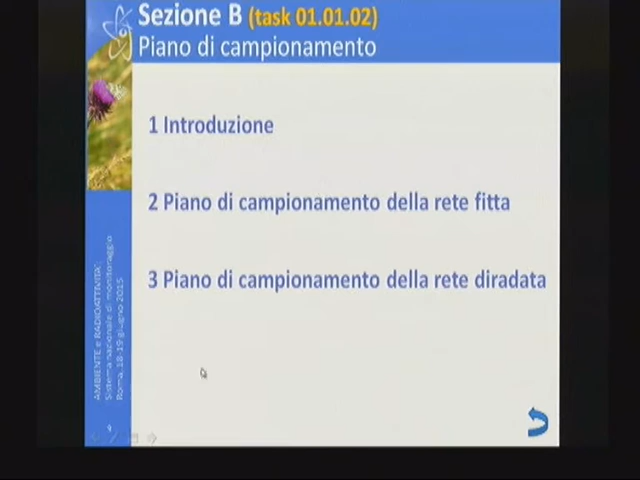 Sezione B (task 01.01.02)
Piano di campionamento
1 Introduzione
2 Piano di campionamento della rete fitta
3 Piano di campionamento della rete diradata
AMBIENTE e RADIOATTIVITA':
Sistema nazionale di monitoraggio
Roma, 18-19 giugno 2015